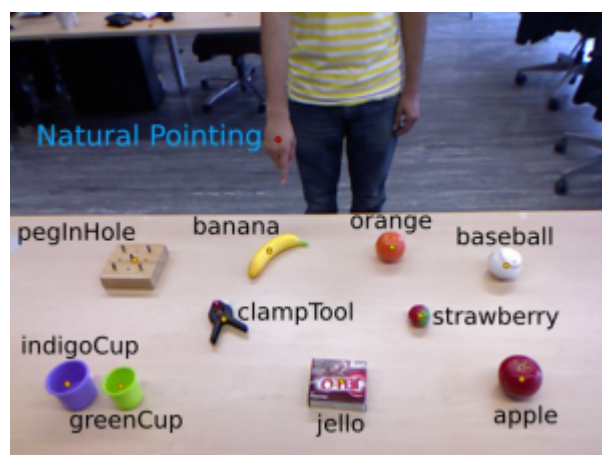 Natural Pointing
pegInHole
banana
orange
baseball
clampTool
strawberry
indigoCup
greenCup
jello
apple